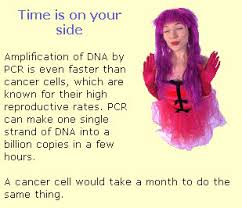 Time is on your
side
Amplification of DNA by
PCR is even faster than
cancer cells, which are
known for their high
reproductive rates. PCR
can make one single
strand of DNA into a
billion copies in a few
hours.
A cancer cell would take a month to do the
same thing.